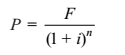 P = F / (1 + i)^n